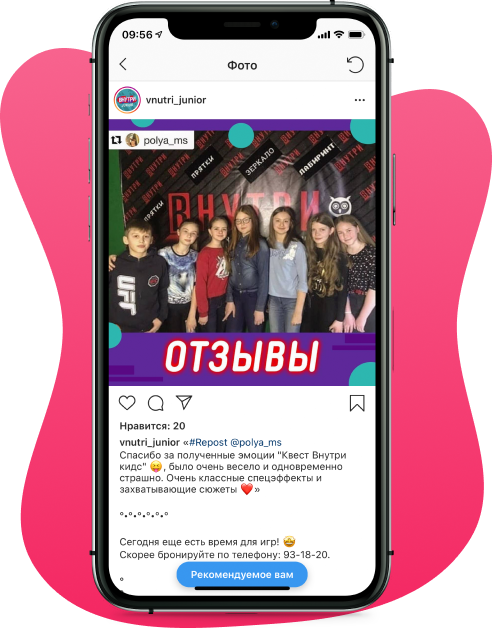 09:56
Фото
ВНУТРИ
vnutri_junior
polya_ms
ПРЯТКИ
ЗЕРКАЛО
ЛАБИРИНТ
ПРЯТКИ
ВНУТРИ
ОТЗЫВЫ
Нравится: 20
vnutri_junior «#Repost @polya_ms
Спасибо за полученные эмоции "Квест Внутри
кидс" 😜, было очень весело и одновременно
страшно. Очень классные спецэффекты и
захватывающие сюжеты ❤️»
°•°•°•°•°•°
Сегодня еще есть время для игр! 🤩
Скорее бронируйте по телефону: 93-18-20.
°
Рекомендуемое вам